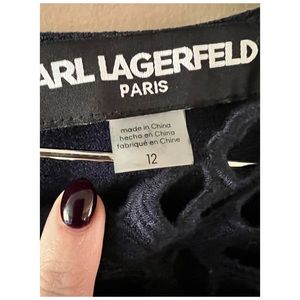 ARL LAGERFELD
PARIS
made in China
hecho en China
fabriqué en Chine
12